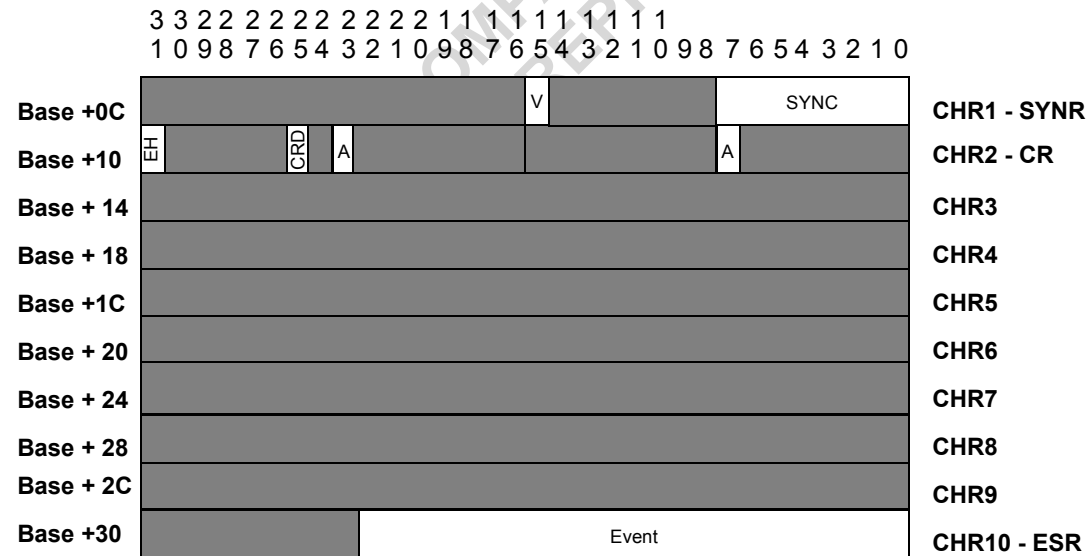 3 3 2 2 2 2 2 2 2 2 2 2 1 1 1 1 1 1 1 1 1 1
1 0 9 8 7 6 5 4 3 2 1 0 9 8 7 6 5 4 3 2 1 0 9 8 7 6 5 4 3 2 1 0
Base +0C V SYNC CHR1 - SYNR
Base +10 EH CRD A A CHR2 - CR
Base + 14 CHR3
Base + 18 CHR4
Base +1C CHR5
Base + 20 CHR6
Base + 24 CHR7
Base + 28 CHR8
Base + 2C CHR9
Base +30 Event CHR10 - ESR